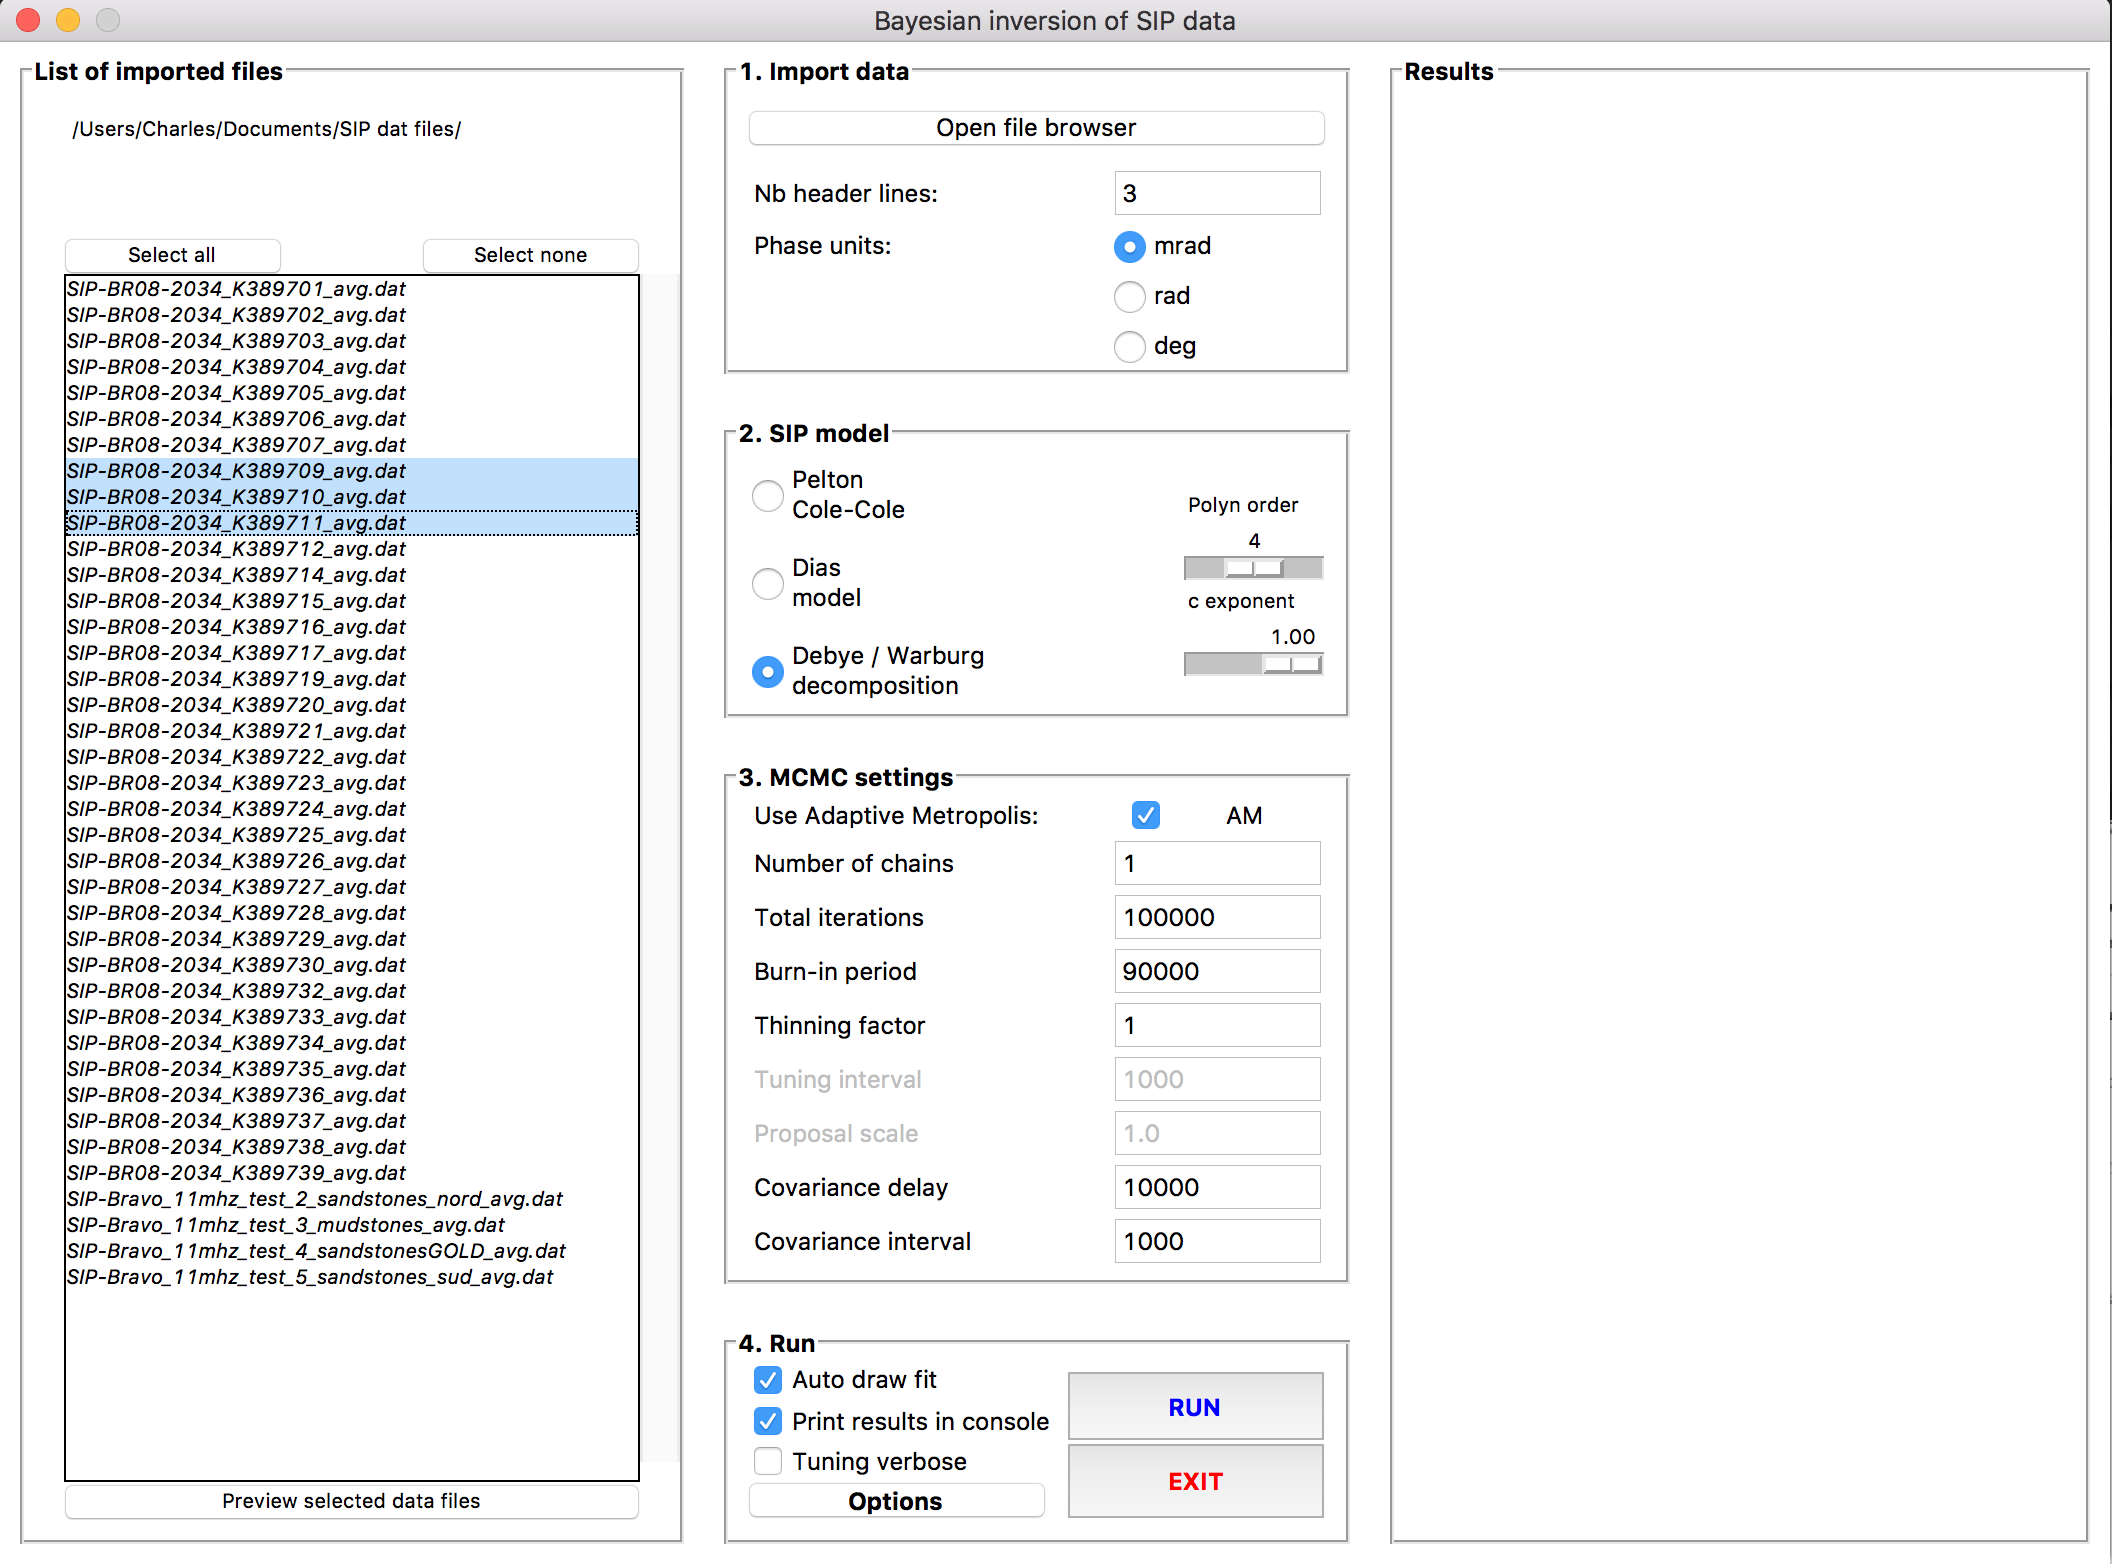 Bayesian inversion of SIP data
List of imported files
/Users/Charles/Documents/SIP dat files/
Select all
Select none
SIP-BR08-2034_K389701_avg.dat
SIP-BR08-2034_K389702_avg.dat
SIP-BR08-2034_K389703_avg.dat
SIP-BR08-2034_K389704_avg.dat
SIP-BR08-2034_K389705_avg.dat
SIP-BR08-2034_K389706_avg.dat
SIP-BR08-2034_K389707_avg.dat
SIP-BR08-2034_K389709_avg.dat
SIP-BR08-2034_K389710_avg.dat
SIP-BR08-2034_K389711_avg.dat
SIP-BR08-2034_K389712_avg.dat
SIP-BR08-2034_K389714_avg.dat
SIP-BR08-2034_K389715_avg.dat
SIP-BR08-2034_K389716_avg.dat
SIP-BR08-2034_K389717_avg.dat
SIP-BR08-2034_K389719_avg.dat
SIP-BR08-2034_K389720_avg.dat
SIP-BR08-2034_K389721_avg.dat
SIP-BR08-2034_K389722_avg.dat
SIP-BR08-2034_K389723_avg.dat
SIP-BR08-2034_K389724_avg.dat
SIP-BR08-2034_K389725_avg.dat
SIP-BR08-2034_K389726_avg.dat
SIP-BR08-2034_K389727_avg.dat
SIP-BR08-2034_K389728_avg.dat
SIP-BR08-2034_K389729_avg.dat
SIP-BR08-2034_K389730_avg.dat
SIP-BR08-2034_K389732_avg.dat
SIP-BR08-2034_K389733_avg.dat
SIP-BR08-2034_K389734_avg.dat
SIP-BR08-2034_K389735_avg.dat
SIP-BR08-2034_K389736_avg.dat
SIP-BR08-2034_K389737_avg.dat
SIP-BR08-2034_K389738_avg.dat
SIP-BR08-2034_K389739_avg.dat
SIP-Bravo_11mhz_test_2_sandstones_nord_avg.dat
SIP-Bravo_11mhz_test_3_mudstones_avg.dat
SIP-Bravo_11mhz_test_4_sandstonesGOLD_avg.dat
SIP-Bravo_11mhz_test_5_sandstones_sud_avg.dat
Preview selected data files
1. Import data
Open file browser
Nb header lines: 3
Phase units: mrad
rad
deg
2. SIP model
Pelton
Cole-Cole
Dias
model
Debye / Warburg
decomposition
Polyn order
4
c exponent
1.00
3. MCMC settings
Use Adaptive Metropolis: AM
Number of chains 1
Total iterations 100000
Burn-in period 90000
Thinning factor 1
Tuning interval 1000
Proposal scale 1.0
Covariance delay 10000
Covariance interval 1000
4. Run
Auto draw fit
Print results in console
Tuning verbose
Options
RUN
EXIT
Results